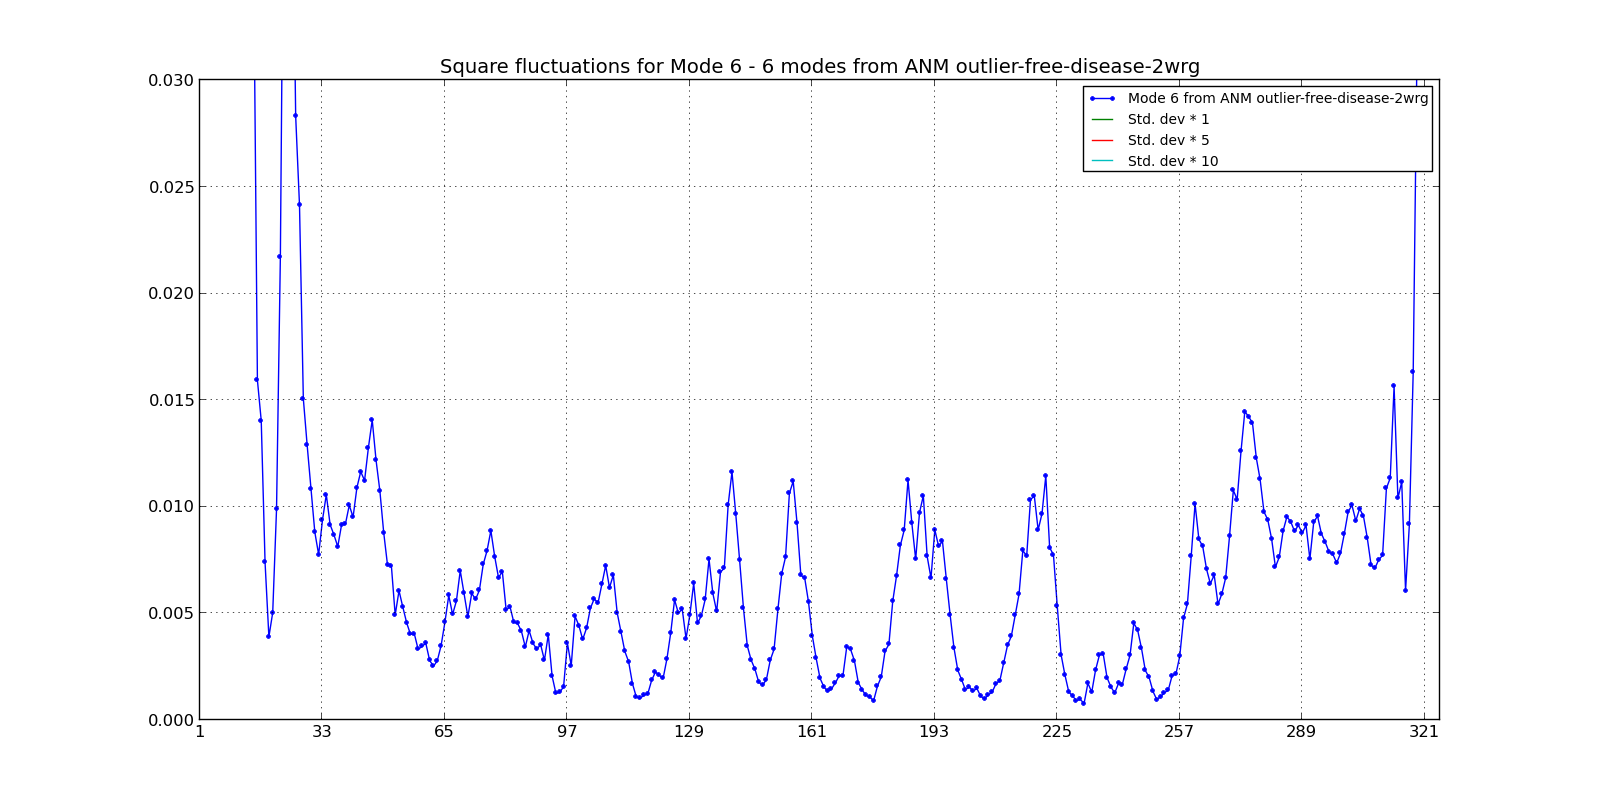 Square fluctuations for Mode 6 - 6 modes from ANM outlier-free-disease-2wrg
0.030
Mode 6 from ANM outlier-free-disease-2wrg
Std. dev * 1
Std. dev * 5
Std. dev * 10
0.025
0.020
0.015
0.010
0.005
0.000
1 33 65 97 129 161 193 225 257 289 321